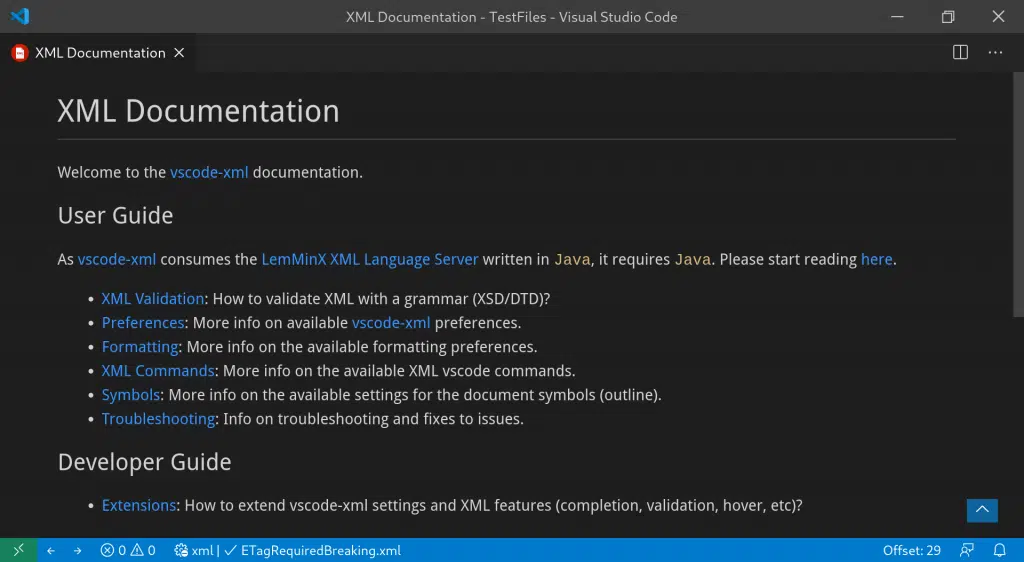 XML Documentation - TestFiles - Visual Studio Code
XML Documentation
XML Documentation
Welcome to the vscode-xml documentation.
User Guide
As vscode-xml consumes the LemMinX XML Language Server written in Java, it requires Java. Please start reading here.
• XML Validation: How to validate XML with a grammar (XSD/DTD)?
• Preferences: More info on available vscode-xml preferences.
• Formatting: More info on the available formatting preferences.
• XML Commands: More info on the available XML vscode commands.
• Symbols: More info on the available settings for the document symbols (outline).
• Troubleshooting: Info on troubleshooting and fixes to issues.
Developer Guide
• Extensions: How to extend vscode-xml settings and XML features (completion, validation, hover, etc)?
0 0 xml | ✓ ETagRequiredBreaking.xml Offset: 29